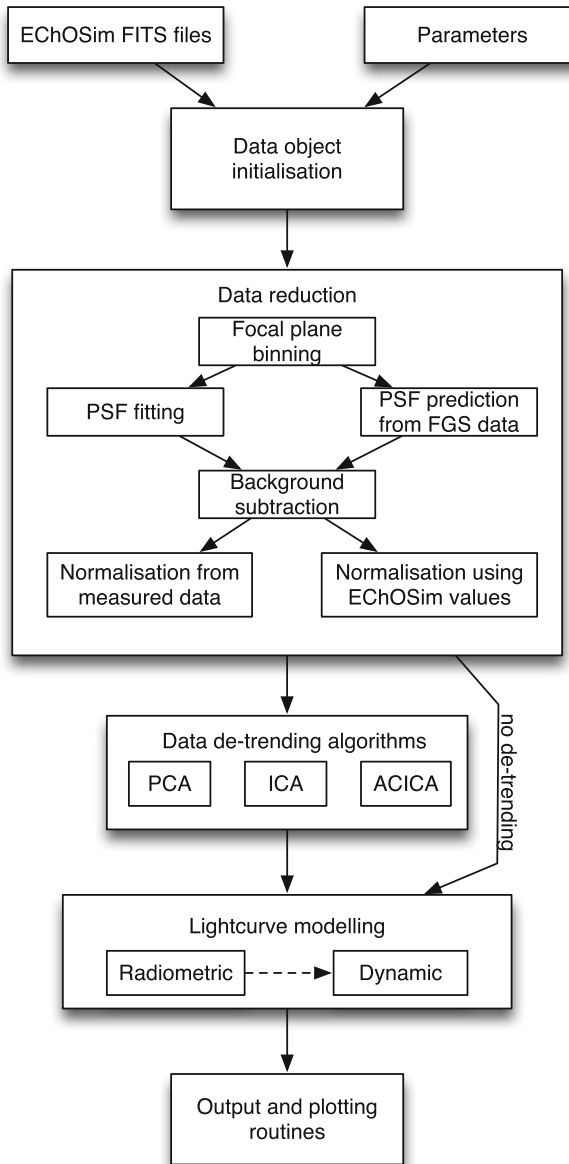 EChOSim FITS files
Parameters
Data object
initialisation
Data reduction
Focal plane
binning
PSF fitting
PSF prediction
from FGS data
Background
subtraction
Normalisation from
measured data
Normalisation using
EChOSim values
no de-trending
Data de-trending algorithms
PCA
ICA
ACICA
Lightcurve modelling
Radiometric
Dynamic
Output and plotting
routines